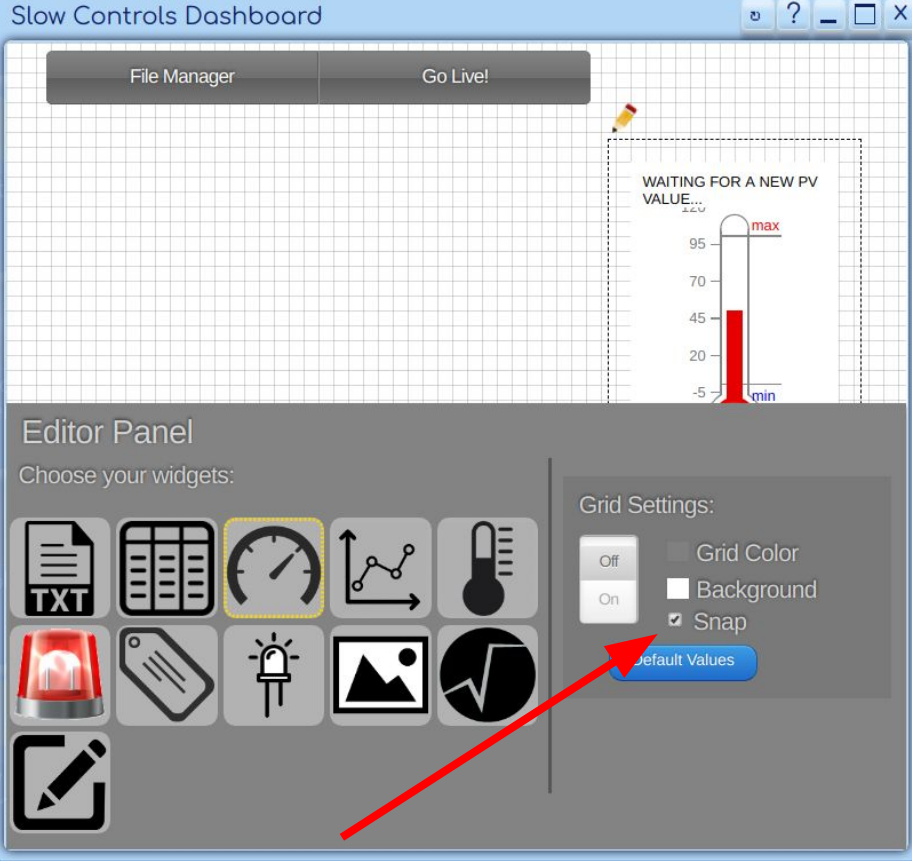 Slow Controls Dashboard
? _ X
File Manager Go Live!
WAITING FOR A NEW PV
VALUE...
120
max
95
70
45
20
-5
min
Editor Panel
Choose your widgets:
Grid Settings:
Off
On
Grid Color
Background
Snap
Default Values
TXT